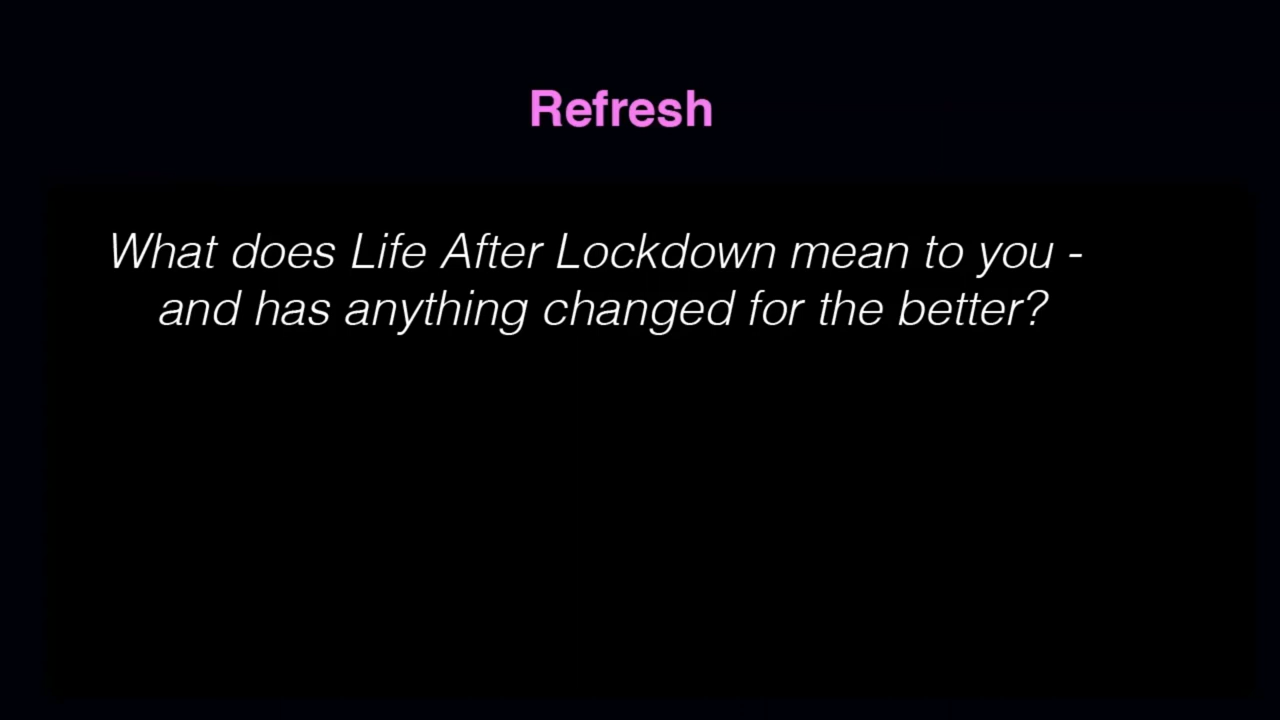 Refresh
What does Life After Lockdown mean to you -
and has anything changed for the better?